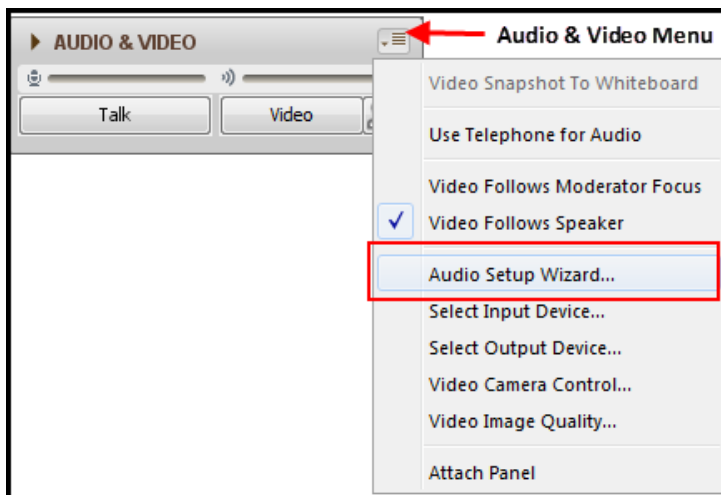 AUDIO & VIDEO
Audio & Video Menu
Talk
Video
Video Snapshot To Whiteboard
Use Telephone for Audio
Video Follows Moderator Focus
Video Follows Speaker
Audio Setup Wizard...
Select Input Device...
Select Output Device...
Video Camera Control...
Video Image Quality...
Attach Panel